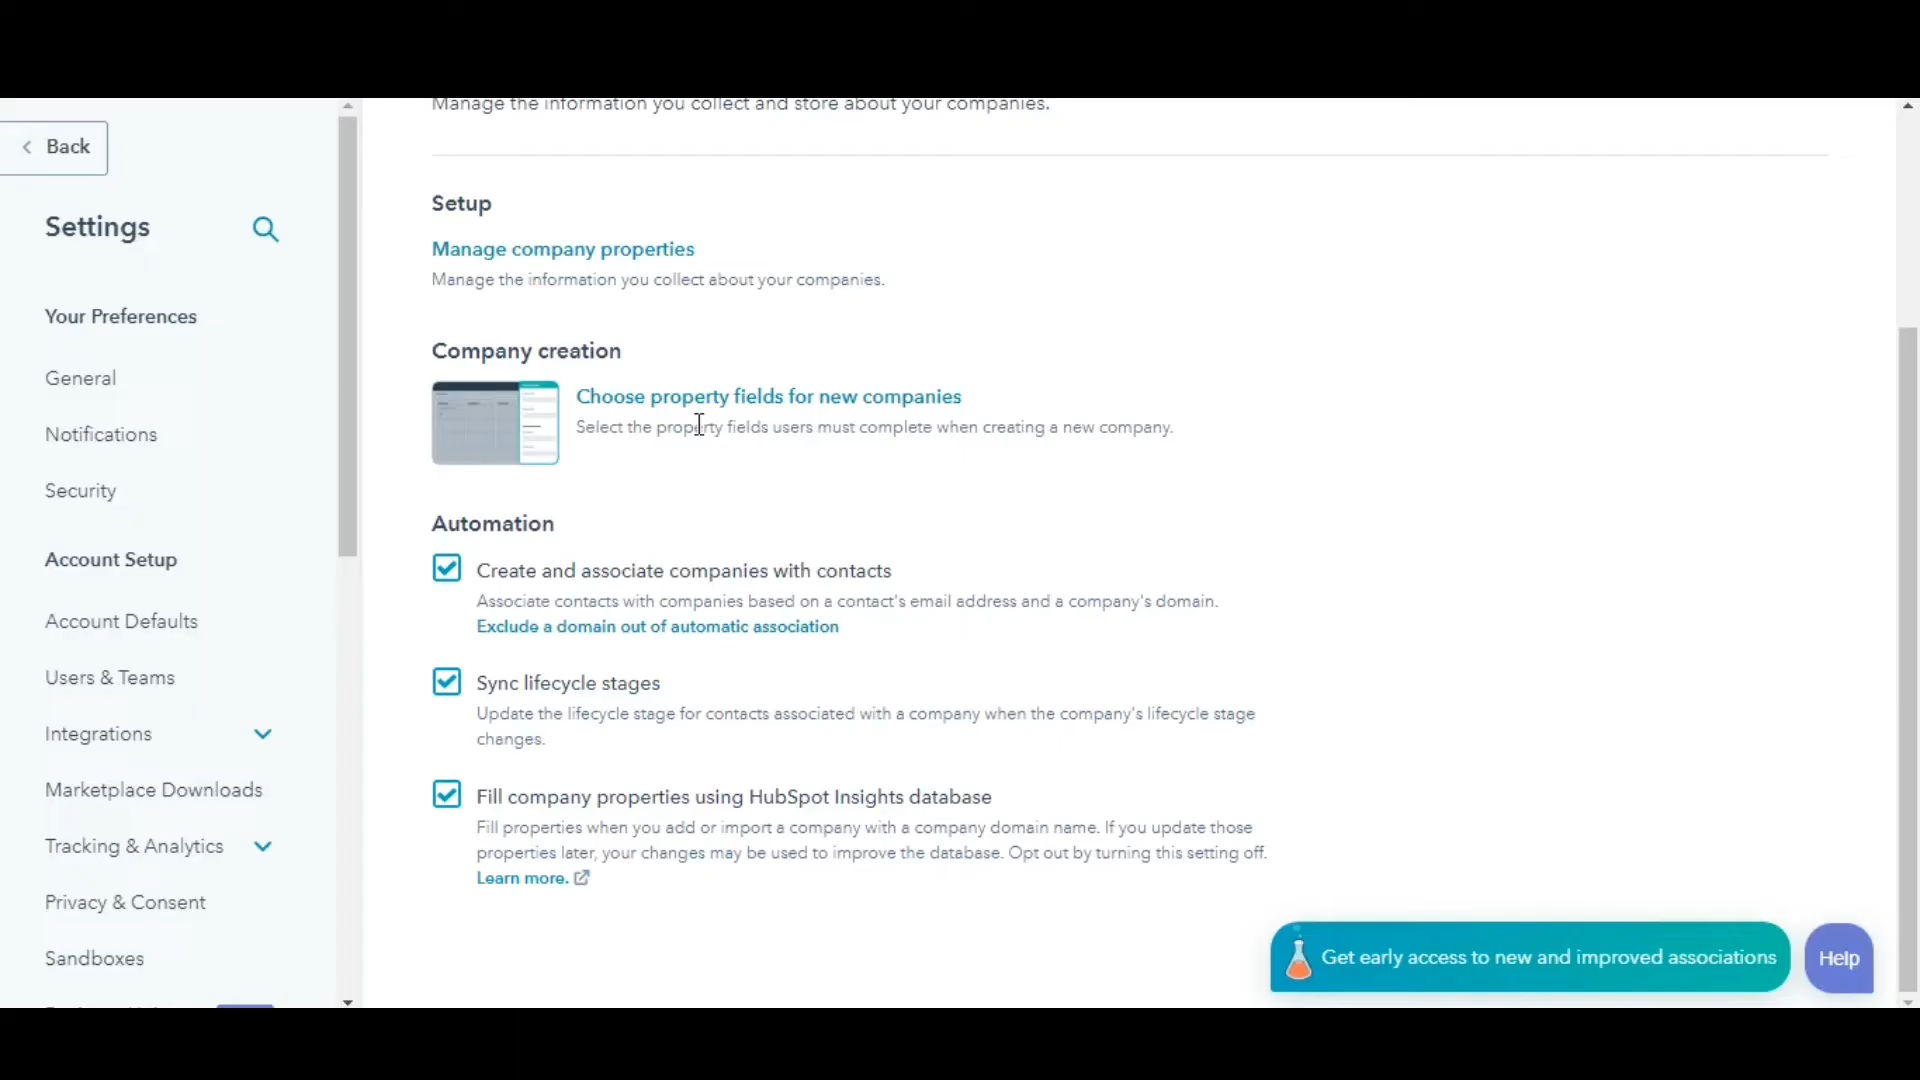 Manage the information you collect and store about your companies.
Back
Settings
Your Preferences
General
Notifications
Security
Account Setup
Account Defaults
Users & Teams
Integrations
Marketplace Downloads
Tracking & Analytics
Privacy & Consent
Sandboxes
Setup
Manage company properties
Manage the information you collect about your companies.
Company creation
Choose property fields for new companies
Select the property fields users must complete when creating a new company.
Automation
Create and associate companies with contacts
Associate contacts with companies based on a contact's email address and a company's domain.
Exclude a domain out of automatic association
Sync lifecycle stages
Update the lifecycle stage for contacts associated with a company when the company's lifecycle stage
changes.
Fill company properties using HubSpot Insights database
Fill properties when you add or import a company with a company domain name. If you update those
properties later, your changes may be used to improve the database. Opt out by turning this setting off.
Learn more.
Get early access to new and improved associations
Help